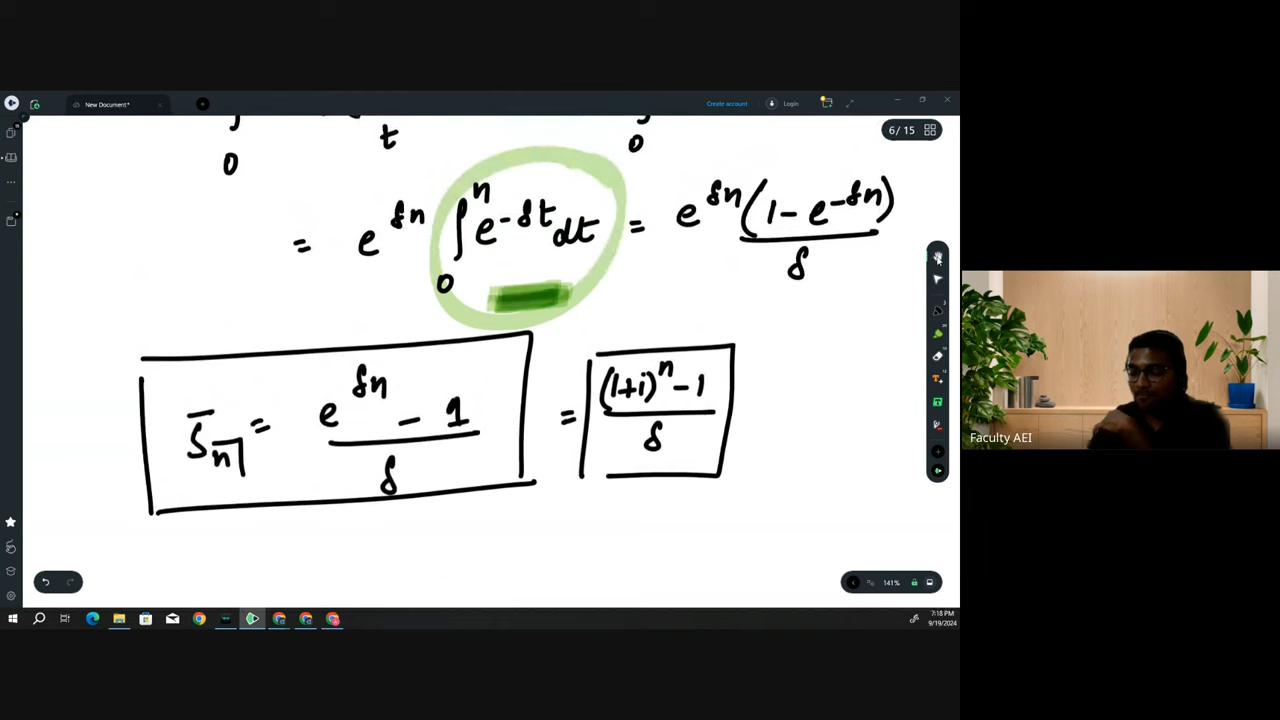 New Document*
Create account
Login
6 / 15
0
t
0
= e^{δn} ∫_0^n e^{-δt} dt = e^{δn} (1 - e^{-δn}) / δ
s̄_{n⌉} = (e^{δn} - 1) / δ = ((1+i)^n - 1) / δ
Faculty AEI
141%
7:18 PM
9/19/2024